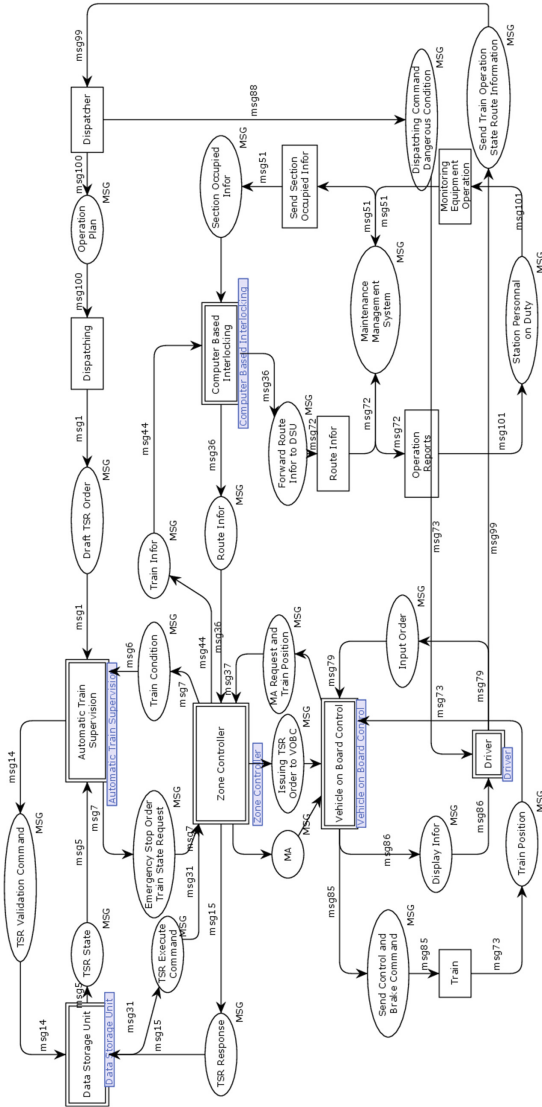 msg14
TSR Validation Command
MSG
msg14
Data Storage Unit
Data Storage Unit
msg5
TSR State
MSG
msg5
Automatic Train
Supervision
Automatic Train Supervision
msg1
Draft TSR Order
MSG
msg1
Dispatching
msg100
Operation
Plan
MSG
msg100
Dispatcher
msg99
msg7
Emergency Stop Order
Train State Request
MSG
msg7
msg6
Train Condition
MSG
msg7
msg31
TSR Execute
Command
MSG
msg31
msg15
TSR Response
MSG
msg15
Zone Controller
Zone Controller
msg44
Train Infor
MSG
msg44
msg36
Route Infor
MSG
msg36
Computer Based
Interlocking
Computer Based Interlocking
Section Occupied
Infor
MSG
msg51
Send Section
Occupied Infor
msg88
msg37
MA Request and
Train Position
MSG
Issuing TSR
Order to VOBC
MSG
MA
MSG
msg36
Forward Route
Infor to DSU
MSG
msg72
Route Infor
msg72
Maintenance
Management
System
MSG
msg51
msg51
Vehicle on Board Control
Vehicle on Board Control
msg85
Send Control and
Brake Command
MSG
msg85
Train
msg73
Train Position
MSG
msg86
Display Infor
MSG
msg86
Driver
Driver
msg79
Input Order
MSG
msg79
msg73
msg73
msg72
Operation
Reports
msg101
Station Personnal
on Duty
MSG
msg101
Monitoring
Equipment
Operation
Dispatching Command
Dangerous Condition
MSG
msg99
Send Train Operation
State Route Information
MSG